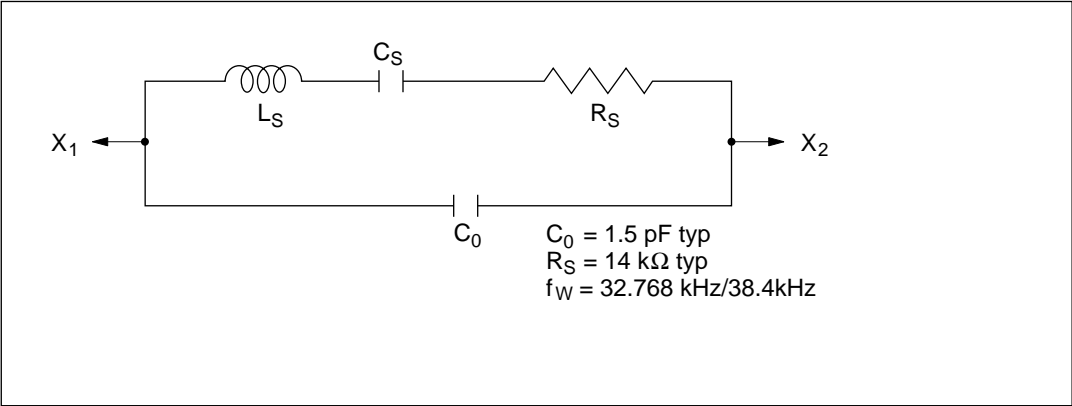 C_S
L_S
R_S
X_1
X_2
C_0
C_0 = 1.5 pF typ
R_S = 14 kΩ typ
f_W = 32.768 kHz/38.4kHz